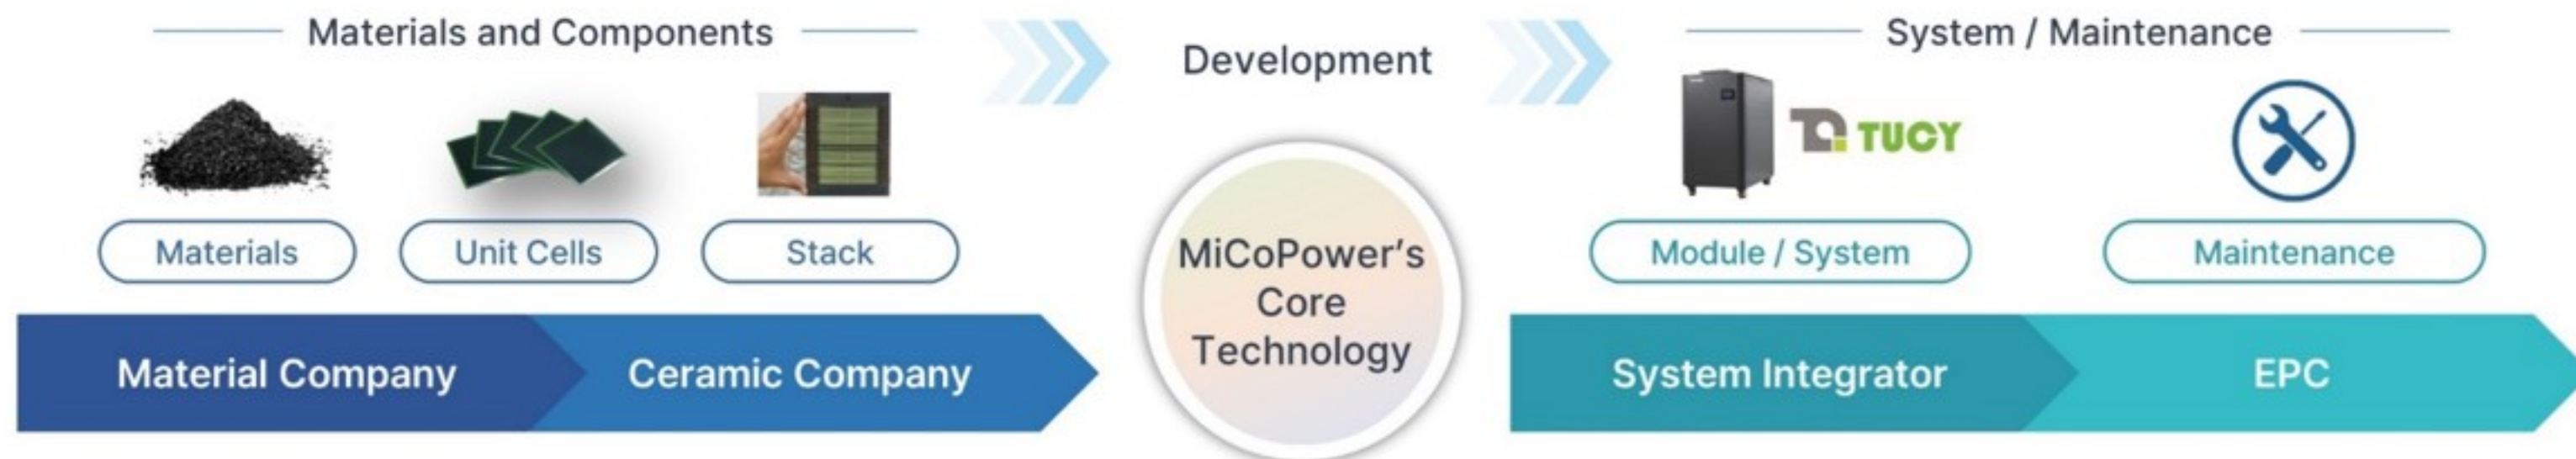 Materials and Components
Development
System / Maintenance
TUCY
Materials
Unit Cells
Stack
MiCoPower's
Core
Technology
Module / System
Maintenance
Material Company
Ceramic Company
System Integrator
EPC